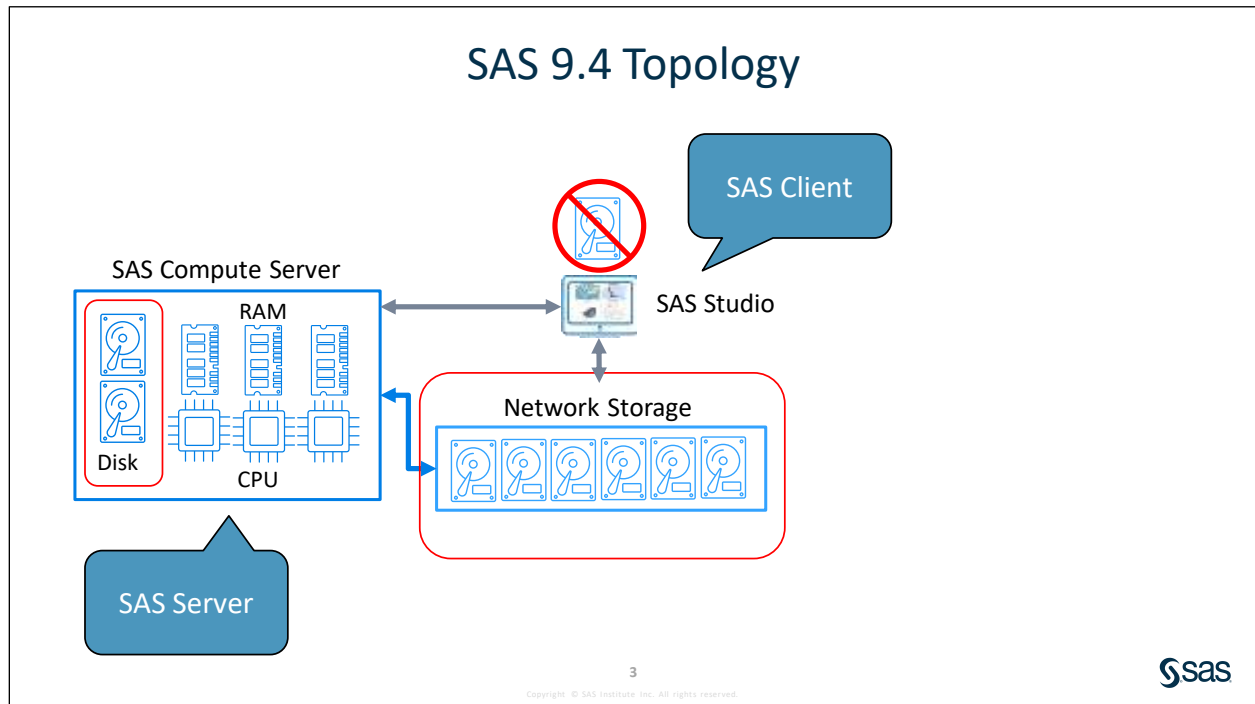 SAS 9.4 Topology
SAS Client
SAS Compute Server
SAS Studio
RAM
Network Storage
Disk
CPU
SAS Server
3
Copyright © SAS Institute Inc. All rights reserved.
sas